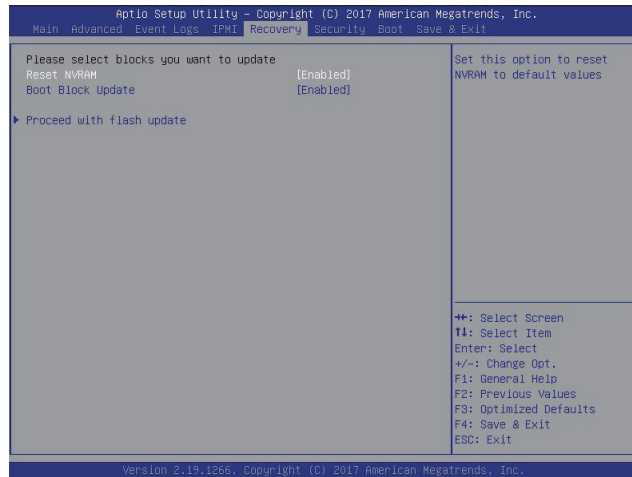 Aptio Setup Utility – Copyright (C) 2017 American Megatrends, Inc.
Main Advanced Event Logs IPMI Recovery Security Boot Save & Exit
Please select blocks you want to update
Reset NVRAM [Enabled]
Boot Block Update [Enabled]
▶ Proceed with flash update
Set this option to reset
NVRAM to default values
→←: Select Screen
↑↓: Select Item
Enter: Select
+/-: Change Opt.
F1: General Help
F2: Previous Values
F3: Optimized Defaults
F4: Save & Exit
ESC: Exit
Version 2.19.1266. Copyright (C) 2017 American Megatrends, Inc.